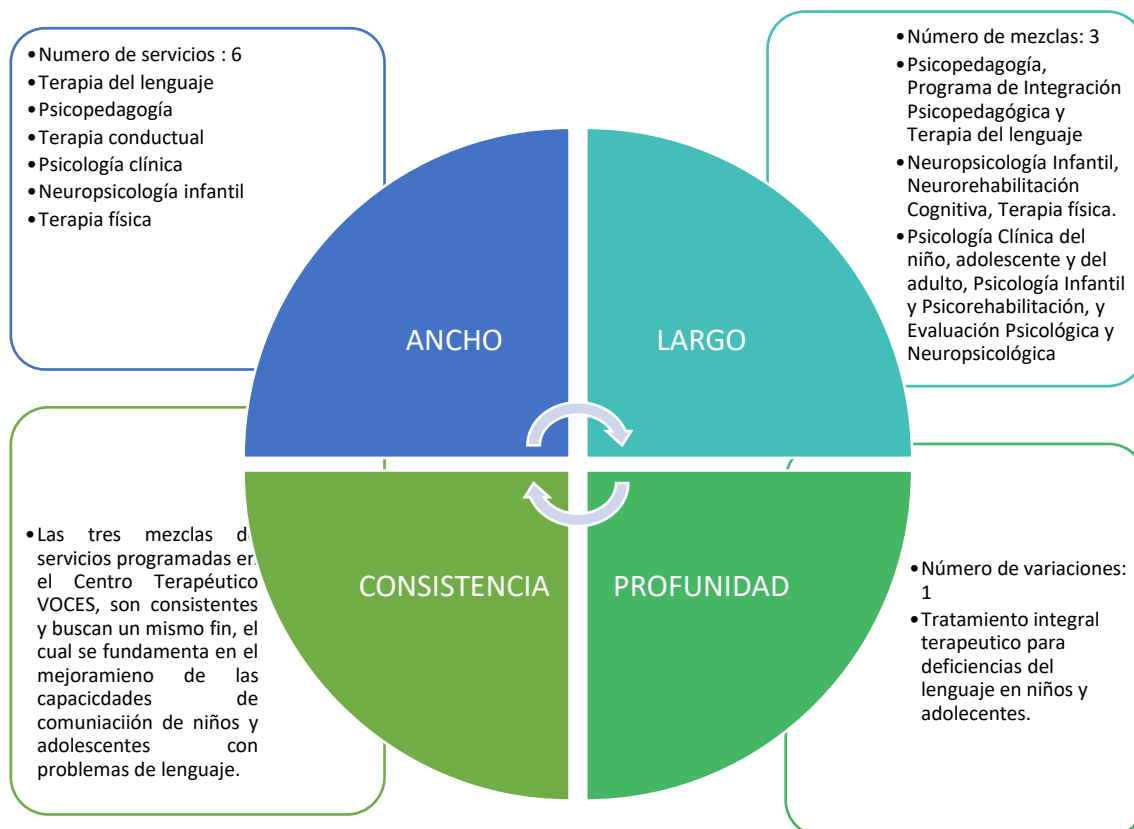 •Numero de servicios : 6
•Terapia del lenguaje
•Psicopedagogía
•Terapia conductual
•Psicología clínica
•Neuropsicología infantil
•Terapia física
•Número de mezclas: 3
•Psicopedagogía,
Programa de Integración
Psicopedagógica y
Terapia del lenguaje
•Neuropsicología Infantil,
Neurorehabilitación
Cognitiva, Terapia física.
•Psicología Clínica del
niño, adolescente y del
adulto, Psicología Infantil
y Psicorehabilitación, y
Evaluación Psicológica y
Neuropsicológica
ANCHO
LARGO
CONSISTENCIA
PROFUNIDAD
•Las tres mezclas de
servicios programadas en
el Centro Terapéutico
VOCES, son consistentes
y buscan un mismo fin, el
cual se fundamenta en el
mejoramieno de las
capacicdades de
comuniaciión de niños y
adolescentes con
problemas de lenguaje.
•Número de variaciones:
1
•Tratamiento integral
terapeutico para
deficiencias del
lenguaje en niños y
adolecentes.